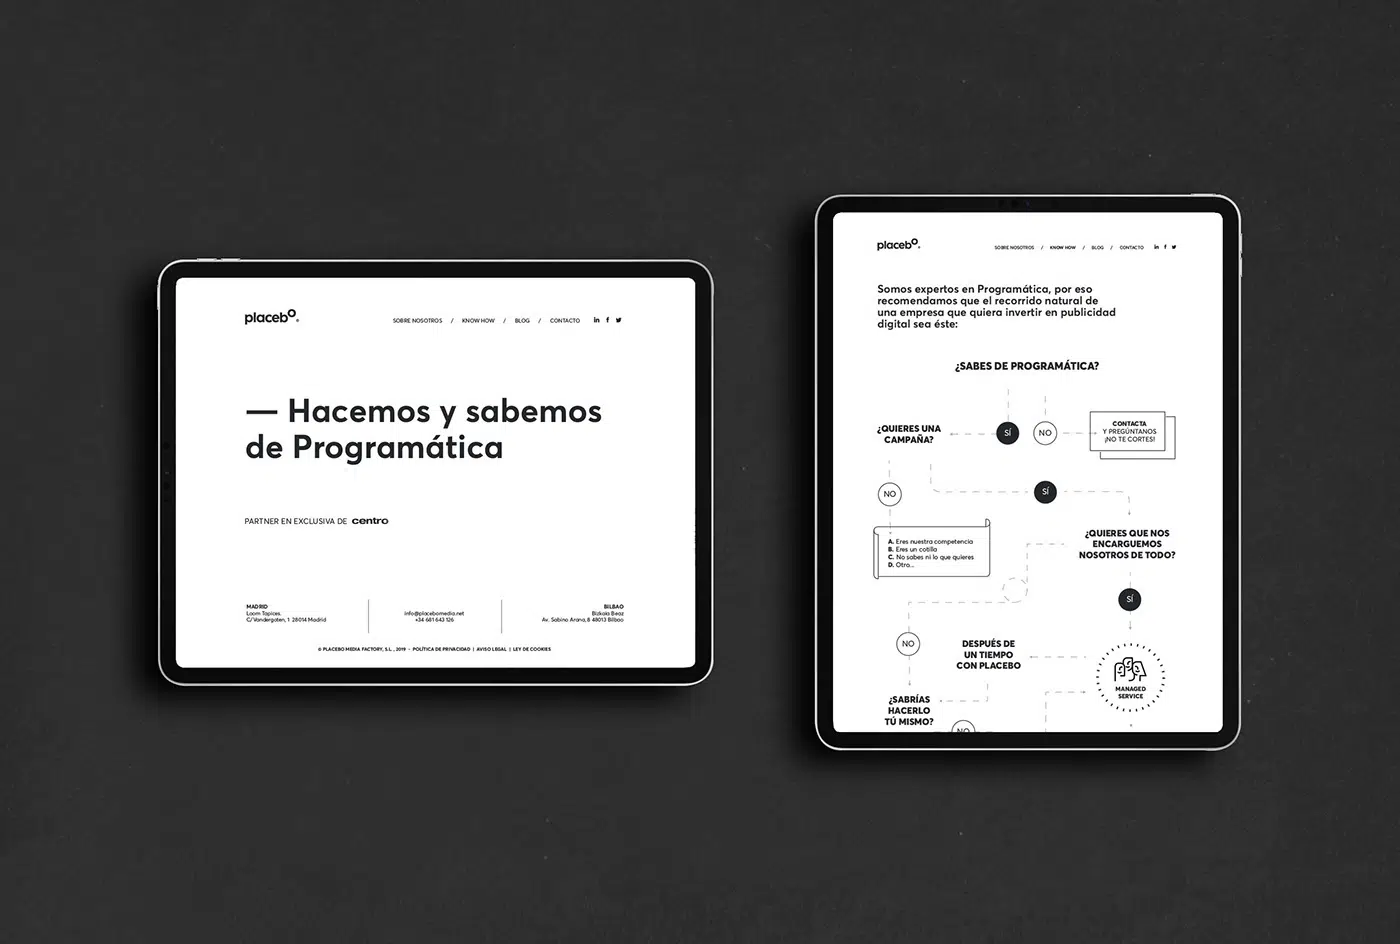 placebo®
SOBRE NOSOTROS / KNOW HOW / BLOG / CONTACTO in f
— Hacemos y sabemos
de Programática
PARTNER EN EXCLUSIVA DE centro
MADRID
Loom Tapices,
C/Vandergoten, 1 28014 Madrid
info@placebomedia.net
+34 681 643 126
BILBAO
Bizkaia Beaz
Av. Sabino Arana, 8 48013 Bilbao
© PLACEBO MEDIA FACTORY, S.L., 2019 - POLÍTICA DE PRIVACIDAD | AVISO LEGAL | LEY DE COOKIES
placebo®
SOBRE NOSOTROS / KNOW HOW / BLOG / CONTACTO in f
Somos expertos en Programática, por eso
recomendamos que el recorrido natural de
una empresa que quiera invertir en publicidad
digital sea éste:
¿SABES DE PROGRAMÁTICA?
¿QUIERES UNA
CAMPAÑA?
SÍ
NO
CONTACTA
Y PREGÚNTANOS
¡NO TE CORTES!
NO
SÍ
A. Eres nuestra competencia
B. Eres un cotilla
C. No sabes ni lo que quieres
D. Otro...
¿QUIERES QUE NOS
ENCARGUEMOS
NOSOTROS DE TODO?
SÍ
NO
DESPUÉS DE
UN TIEMPO
CON PLACEBO
MANAGED
SERVICE
¿SABRÍAS
HACERLO
TÚ MISMO?
NO